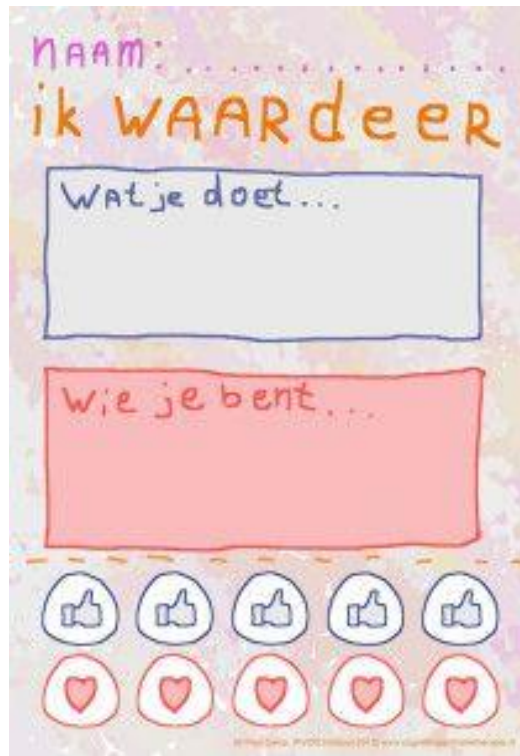 NAAM: ................
ik WAARdeeR
WAt je doet...
Wie je bent...